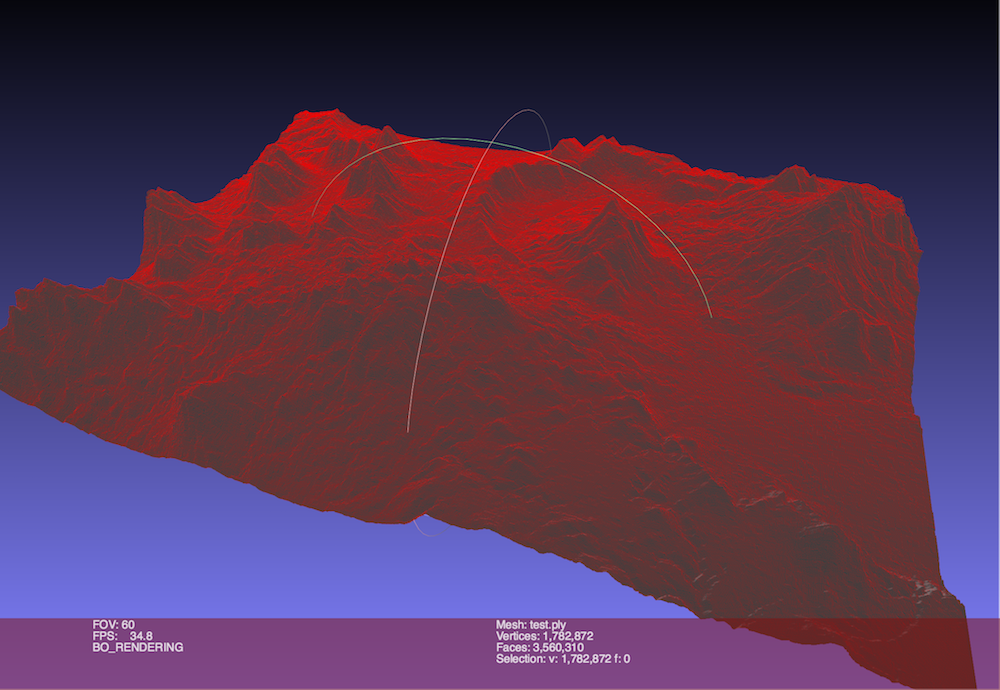 FOV: 60
FPS: 34.8
BO_RENDERING
Mesh: test.ply
Vertices: 1,782,872
Faces: 3,560,310
Selection: v: 1,782,872 f: 0